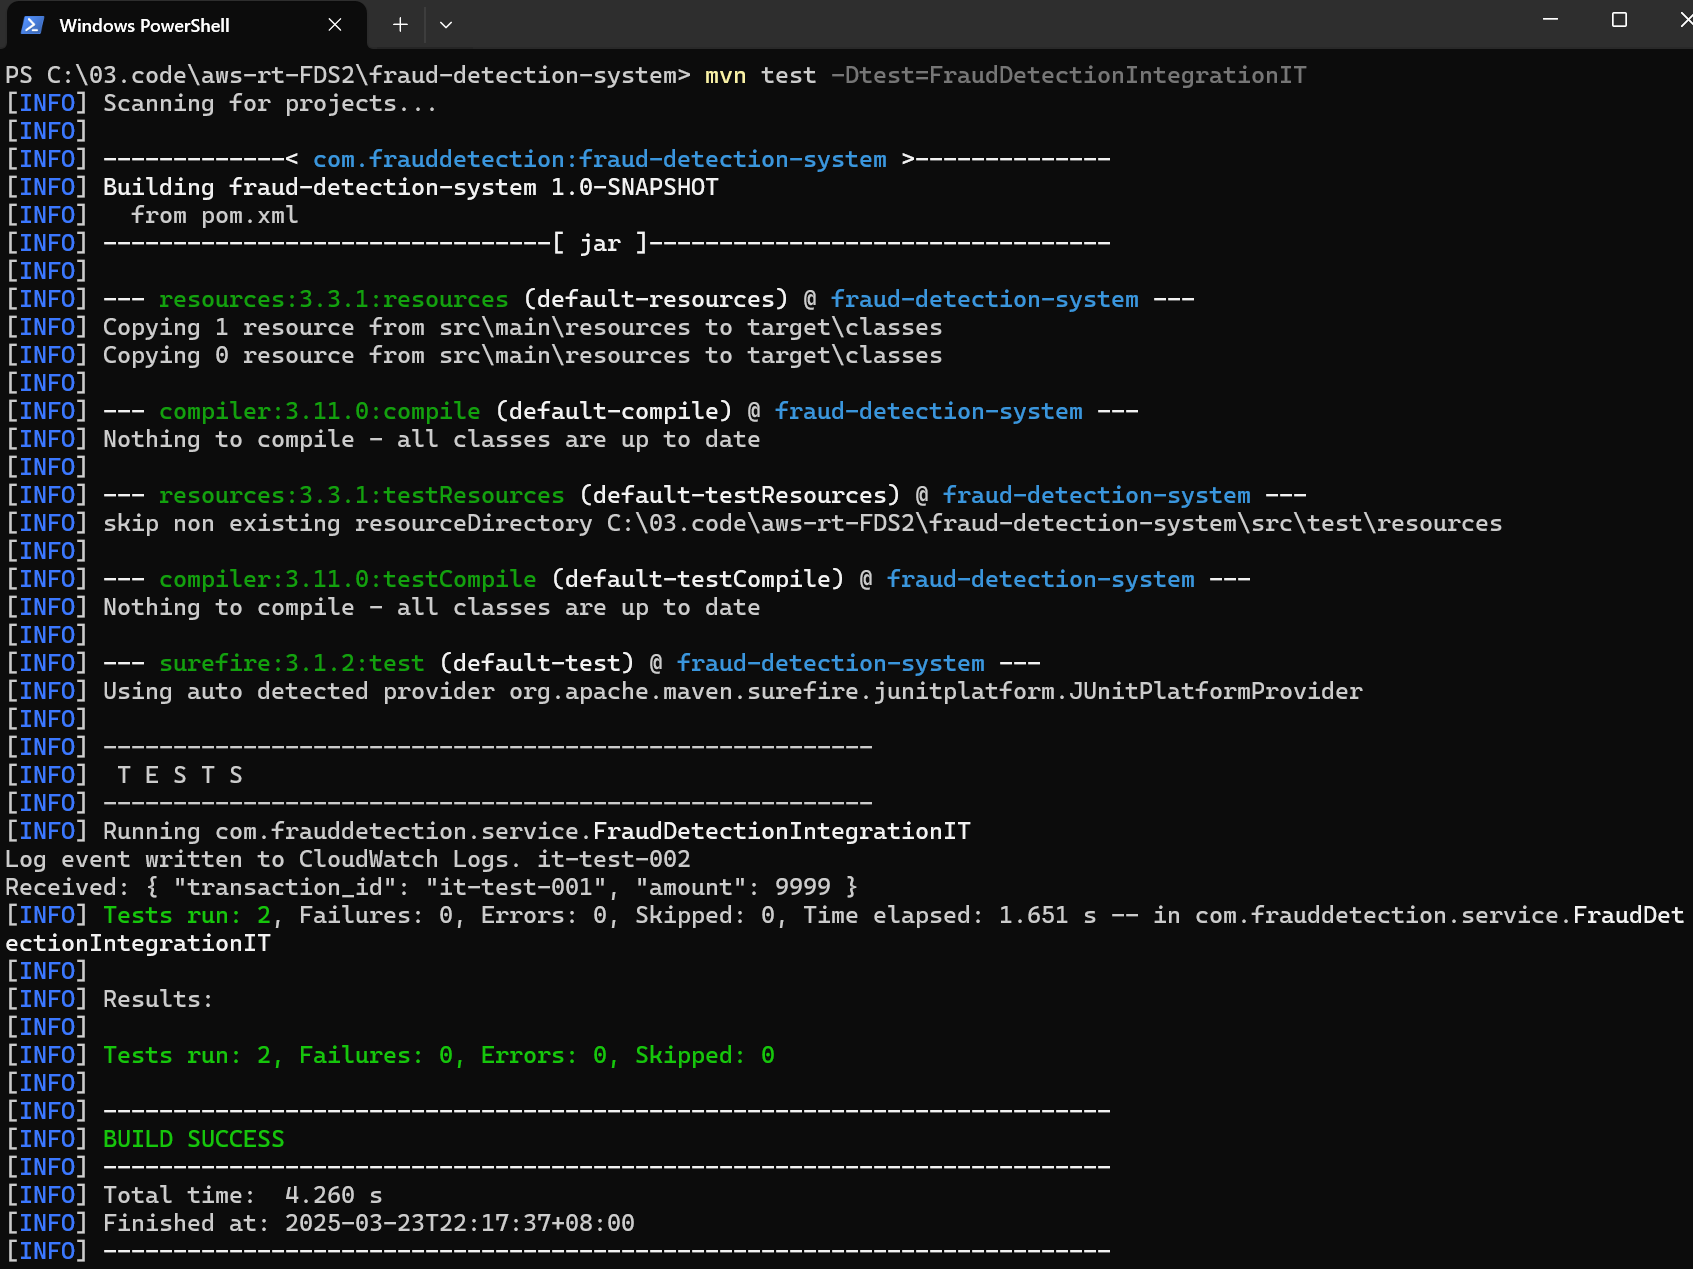 Windows PowerShell
PS C:\03.code\aws-rt-FDS2\fraud-detection-system> mvn test -Dtest=FraudDetectionIntegrationIT
[INFO] Scanning for projects...
[INFO]
[INFO] -------------< com.frauddetection:fraud-detection-system >--------------
[INFO] Building fraud-detection-system 1.0-SNAPSHOT
[INFO]   from pom.xml
[INFO] --------------------------------[ jar ]---------------------------------
[INFO]
[INFO] --- resources:3.3.1:resources (default-resources) @ fraud-detection-system ---
[INFO] Copying 1 resource from src\main\resources to target\classes
[INFO] Copying 0 resource from src\main\resources to target\classes
[INFO]
[INFO] --- compiler:3.11.0:compile (default-compile) @ fraud-detection-system ---
[INFO] Nothing to compile - all classes are up to date
[INFO]
[INFO] --- resources:3.3.1:testResources (default-testResources) @ fraud-detection-system ---
[INFO] skip non existing resourceDirectory C:\03.code\aws-rt-FDS2\fraud-detection-system\src\test\resources
[INFO]
[INFO] --- compiler:3.11.0:testCompile (default-testCompile) @ fraud-detection-system ---
[INFO] Nothing to compile - all classes are up to date
[INFO]
[INFO] --- surefire:3.1.2:test (default-test) @ fraud-detection-system ---
[INFO] Using auto detected provider org.apache.maven.surefire.junitplatform.JUnitPlatformProvider
[INFO]
[INFO] -------------------------------------------------------
[INFO]  T E S T S
[INFO] -------------------------------------------------------
[INFO] Running com.frauddetection.service.FraudDetectionIntegrationIT
Log event written to CloudWatch Logs. it-test-002
Received: { "transaction_id": "it-test-001", "amount": 9999 }
[INFO] Tests run: 2, Failures: 0, Errors: 0, Skipped: 0, Time elapsed: 1.651 s -- in com.frauddetection.service.FraudDet
ectionIntegrationIT
[INFO]
[INFO] Results:
[INFO]
[INFO] Tests run: 2, Failures: 0, Errors: 0, Skipped: 0
[INFO]
[INFO] ------------------------------------------------------------------------
[INFO] BUILD SUCCESS
[INFO] ------------------------------------------------------------------------
[INFO] Total time:  4.260 s
[INFO] Finished at: 2025-03-23T22:17:37+08:00
[INFO] ------------------------------------------------------------------------